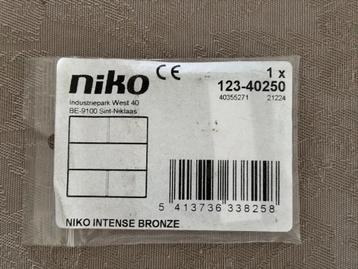 niko CE
1 x
123-40250
40355271 21224
Industriepark West 40
BE-9100 Sint-Niklaas
5 413736 338258
NIKO INTENSE BRONZE